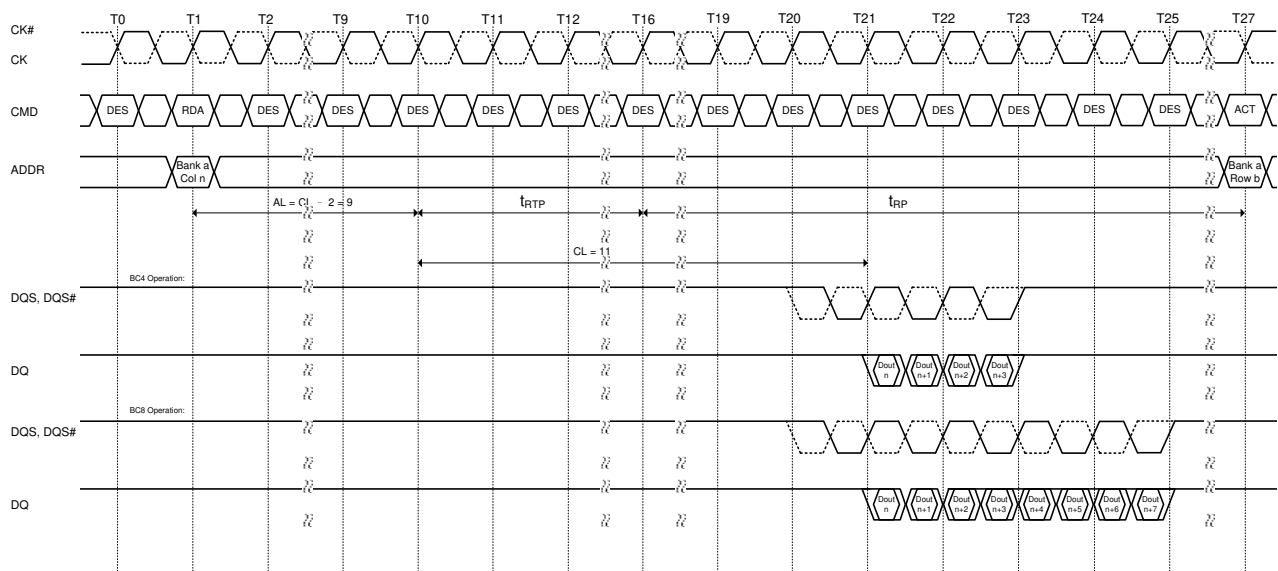 T0 T1 T2 T9 T10 T11 T12 T16 T19 T20 T21 T22 T23 T24 T25 T27
CK#
CK
CMD DES RDA DES DES DES DES DES DES DES DES DES DES DES DES DES ACT
ADDR Bank a Bank a
Col n Row b
AL = CL - 2 = 9 tRTP tRP
CL = 11
BC4 Operation:
DQS, DQS#
DQ Dout n Dout n+1 Dout n+2 Dout n+3
BC8 Operation:
DQS, DQS#
DQ Dout n Dout n+1 Dout n+2 Dout n+3 Dout n+4 Dout n+5 Dout n+6 Dout n+7